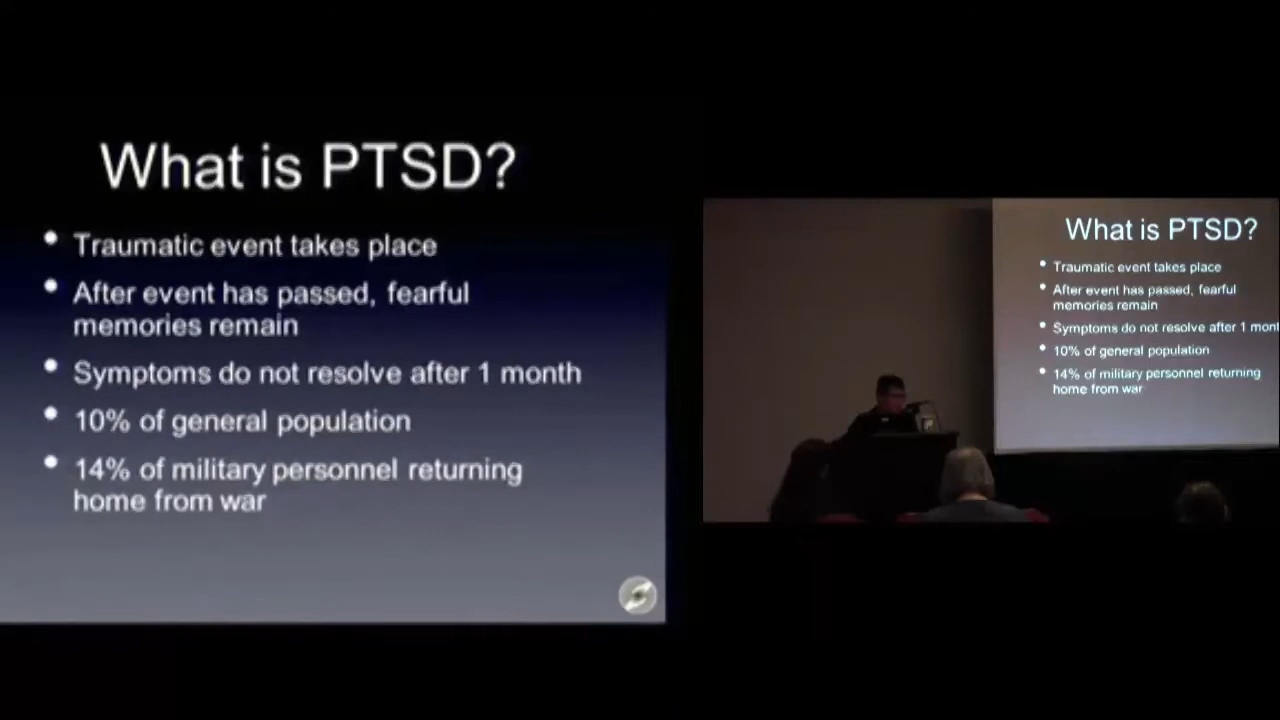 What is PTSD?
• Traumatic event takes place
• After event has passed, fearful
memories remain
• Symptoms do not resolve after 1 month
• 10% of general population
• 14% of military personnel returning
home from war
What is PTSD?
• Traumatic event takes place
• After event has passed, fearful
memories remain
• Symptoms do not resolve after 1 mont
• 10% of general population
• 14% of military personnel returning
home from war